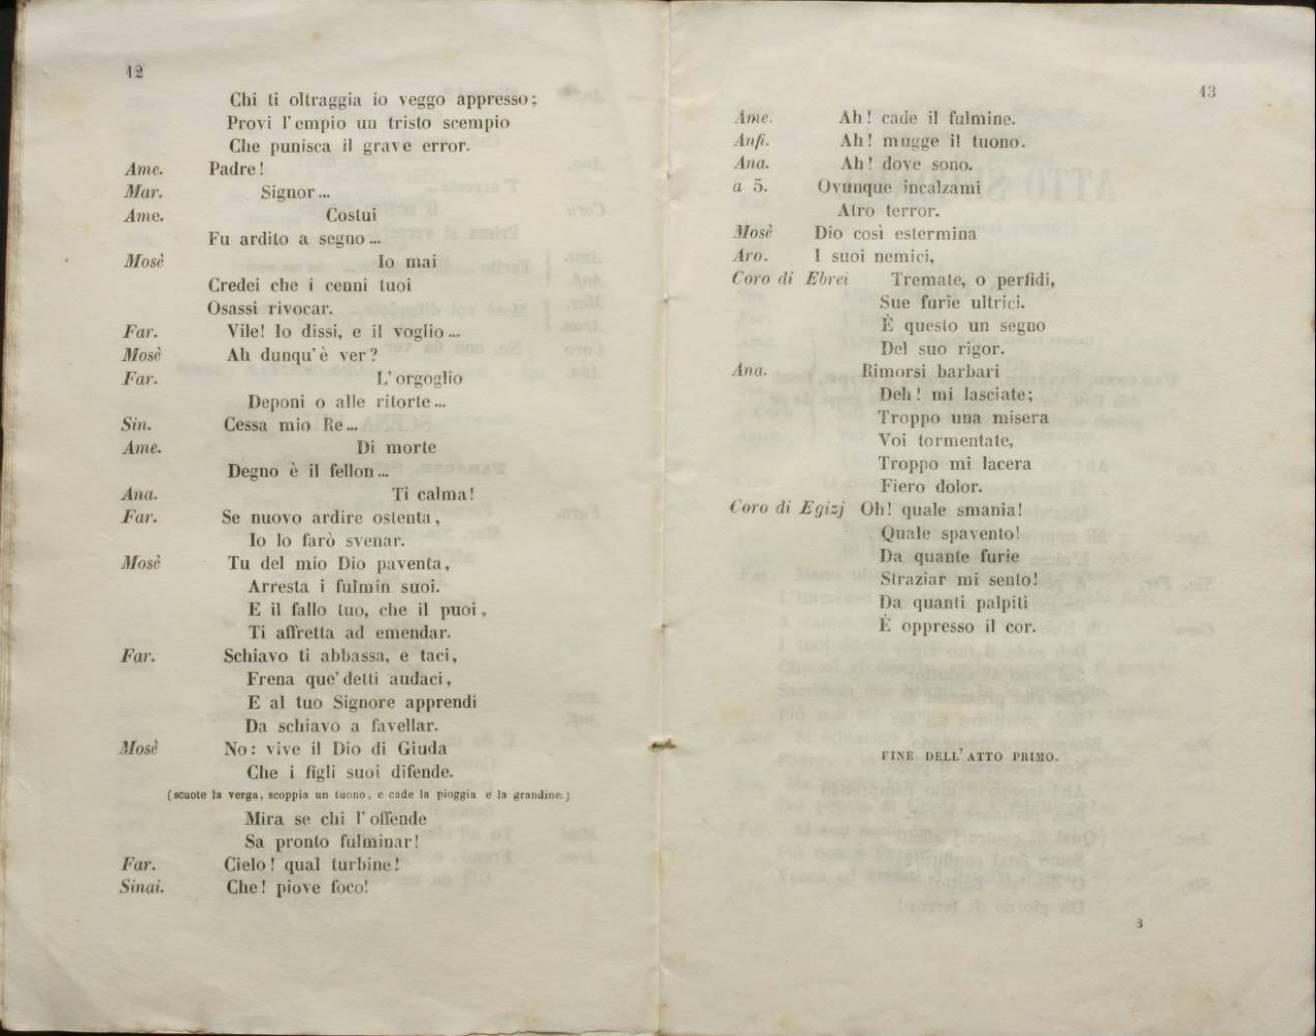 12
Chi ti oltraggia io veggo appresso;
Provi l'empio un tristo scempio
Che punisca il grave error.
Ame. Padre!
Mar. Signor...
Ame. Costui
Fu ardito a segno...
Mosè Io mai
Credei che i cenni tuoi
Osassi rivocar.
Far. Vile! Io dissi, e il voglio...
Mosè Ah dunqu'è ver?
Far. L'orgoglio
Deponi o alle ritorte...
Sin. Cessa mio Re...
Ame. Di morte
Degno è il fellon...
Ana. Ti calma!
Far. Se nuovo ardire ostenta,
Io lo farò svenar.
Mosè Tu del mio Dio paventa,
Arresta i fulmin suoi.
E il fallo tuo, che il puoi,
Ti affretta ad emendar.
Far. Schiavo ti abbassa, e taci,
Frena que' detti audaci,
E al tuo Signore apprendi
Da schiavo a favellar.
Mosè No: vive il Dio di Giuda
Che i figli suoi difende.
(scuote la verga, scoppia un tuono, e cade la pioggia e la grandine.)
Mira se chi l'offende
Sa pronto fulminar!
Far. Cielo! qual turbine!
Sinai. Che! piove foco!
13
Ame. Ah! cade il fulmine.
Anfi. Ah! mugge il tuono.
Ana. Ah! dove sono.
a 5. Ovunque incalzami
Atro terror.
Mosè Dio così estermina
Aro. I suoi nemici,
Coro di Ebrei Tremate, o perfidi,
Sue furie ultrici.
È questo un segno
Del suo rigor.
Ana. Rimorsi barbari
Deh! mi lasciate;
Troppo una misera
Voi tormentate,
Troppo mi lacera
Fiero dolor.
Coro di Egizj Oh! quale smania!
Quale spavento!
Da quante furie
Straziar mi sento!
Da quanti palpiti
È oppresso il cor.
FINE DELL'ATTO PRIMO.
3